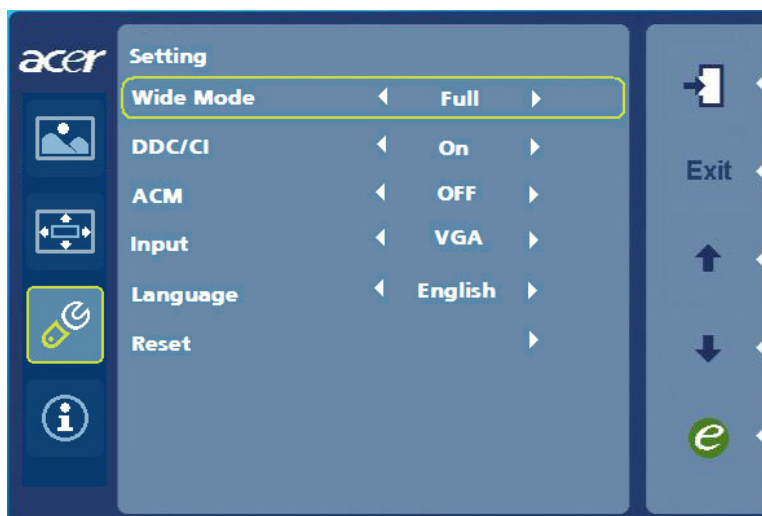 acer
Setting
Wide Mode Full
DDC/CI On
ACM OFF
Input VGA
Language English
Reset
Exit
e